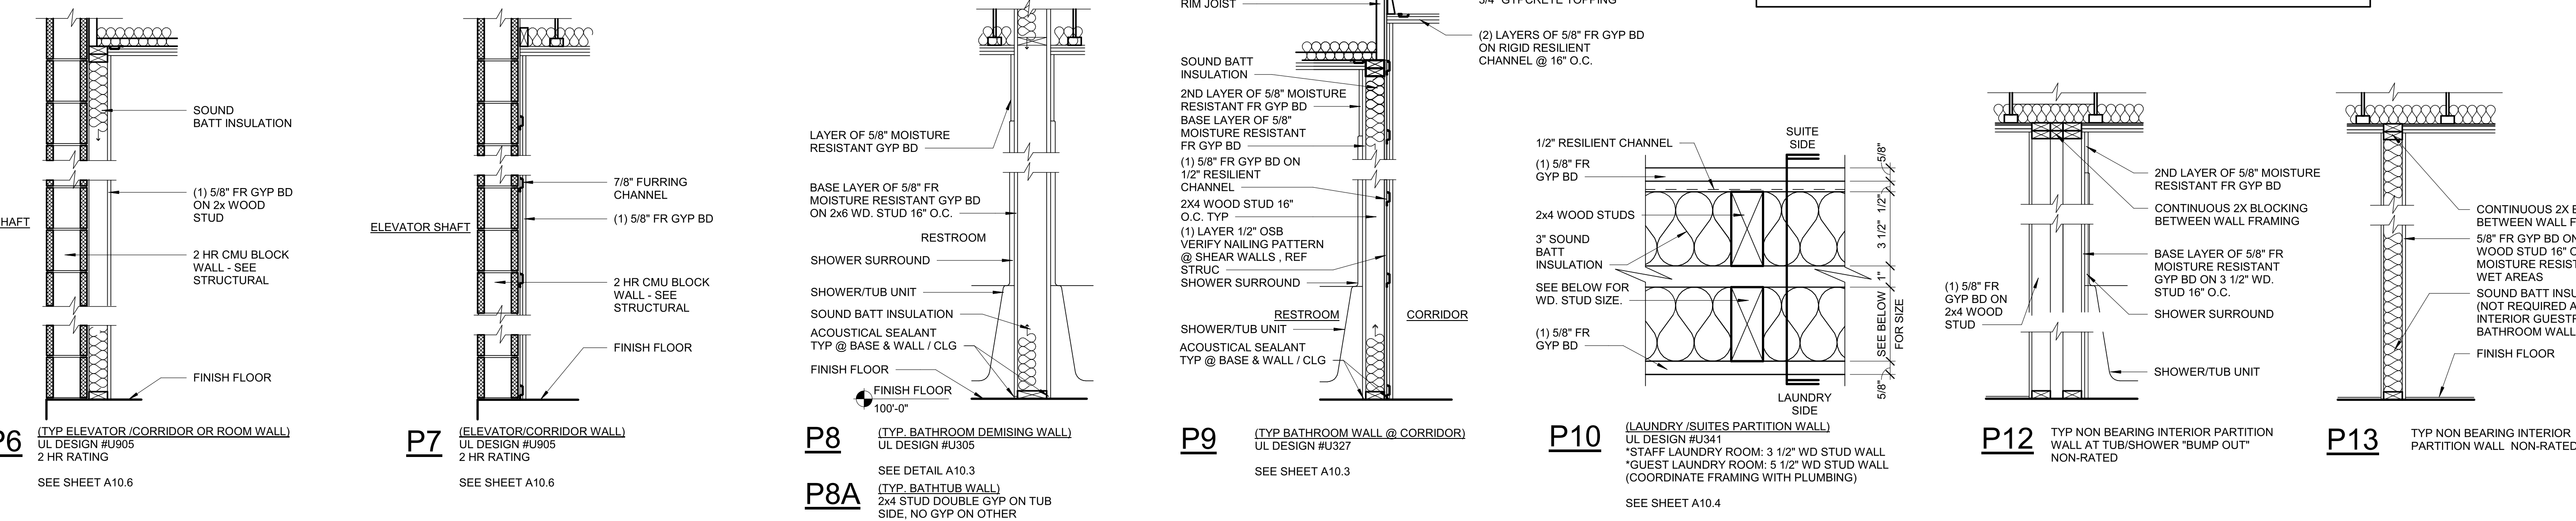 SOUND
BATT INSULATION
(1) 5/8" FR GYP BD
ON 2x WOOD
STUD
HAFT
2 HR CMU BLOCK
WALL - SEE
STRUCTURAL
FINISH FLOOR
P6
(TYP ELEVATOR /CORRIDOR OR ROOM WALL)
UL DESIGN #U905
2 HR RATING
SEE SHEET A10.6
7/8" FURRING
CHANNEL
(1) 5/8" FR GYP BD
ELEVATOR SHAFT
2 HR CMU BLOCK
WALL - SEE
STRUCTURAL
FINISH FLOOR
P7
(ELEVATOR/CORRIDOR WALL)
UL DESIGN #U905
2 HR RATING
SEE SHEET A10.6
LAYER OF 5/8" MOISTURE
RESISTANT GYP BD
BASE LAYER OF 5/8" FR
MOISTURE RESISTANT GYP BD
ON 2x6 WD. STUD 16" O.C.
RESTROOM
SHOWER SURROUND
SHOWER/TUB UNIT
SOUND BATT INSULATION
ACOUSTICAL SEALANT
TYP @ BASE & WALL / CLG
FINISH FLOOR
FINISH FLOOR
100'-0"
P8
(TYP. BATHROOM DEMISING WALL)
UL DESIGN #U305
SEE DETAIL A10.3
P8A
(TYP. BATHTUB WALL)
2x4 STUD DOUBLE GYP ON TUB
SIDE, NO GYP ON OTHER
RIM JOIST
3/4" GYPCRETE TOPPING
(2) LAYERS OF 5/8" FR GYP BD
ON RIGID RESILIENT
CHANNEL @ 16" O.C.
SOUND BATT
INSULATION
2ND LAYER OF 5/8" MOISTURE
RESISTANT FR GYP BD
BASE LAYER OF 5/8"
MOISTURE RESISTANT
FR GYP BD
(1) 5/8" FR GYP BD ON
1/2" RESILIENT
CHANNEL
2X4 WOOD STUD 16"
O.C. TYP
(1) LAYER 1/2" OSB
VERIFY NAILING PATTERN
@ SHEAR WALLS , REF
STRUC
SHOWER SURROUND
RESTROOM
CORRIDOR
SHOWER/TUB UNIT
ACOUSTICAL SEALANT
TYP @ BASE & WALL / CLG
P9
(TYP BATHROOM WALL @ CORRIDOR)
UL DESIGN #U327
SEE SHEET A10.3
SUITE
SIDE
1/2" RESILIENT CHANNEL
(1) 5/8" FR
GYP BD
2x4 WOOD STUDS
3" SOUND
BATT
INSULATION
SEE BELOW FOR
WD. STUD SIZE.
(1) 5/8" FR
GYP BD
5/8"
1/2"
3 1/2"
1"
SEE BELOW
FOR SIZE
5/8"
LAUNDRY
SIDE
P10
(LAUNDRY /SUITES PARTITION WALL)
UL DESIGN #U341
*STAFF LAUNDRY ROOM: 3 1/2" WD STUD WALL
*GUEST LAUNDRY ROOM: 5 1/2" WD STUD WALL
(COORDINATE FRAMING WITH PLUMBING)
SEE SHEET A10.4
2ND LAYER OF 5/8" MOISTURE
RESISTANT FR GYP BD
CONTINUOUS 2X BLOCKING
BETWEEN WALL FRAMING
BASE LAYER OF 5/8" FR
MOISTURE RESISTANT
GYP BD ON 3 1/2" WD.
STUD 16" O.C.
(1) 5/8" FR
GYP BD ON
2x4 WOOD
STUD
SHOWER SURROUND
SHOWER/TUB UNIT
P12
TYP NON BEARING INTERIOR PARTITION
WALL AT TUB/SHOWER "BUMP OUT"
NON-RATED
CONTINUOUS 2X B
BETWEEN WALL F
5/8" FR GYP BD ON
WOOD STUD 16" O
MOISTURE RESIST
WET AREAS
SOUND BATT INSU
(NOT REQUIRED A
INTERIOR GUESTR
BATHROOM WALL
FINISH FLOOR
P13
TYP NON BEARING INTERIOR
PARTITION WALL  NON-RATED